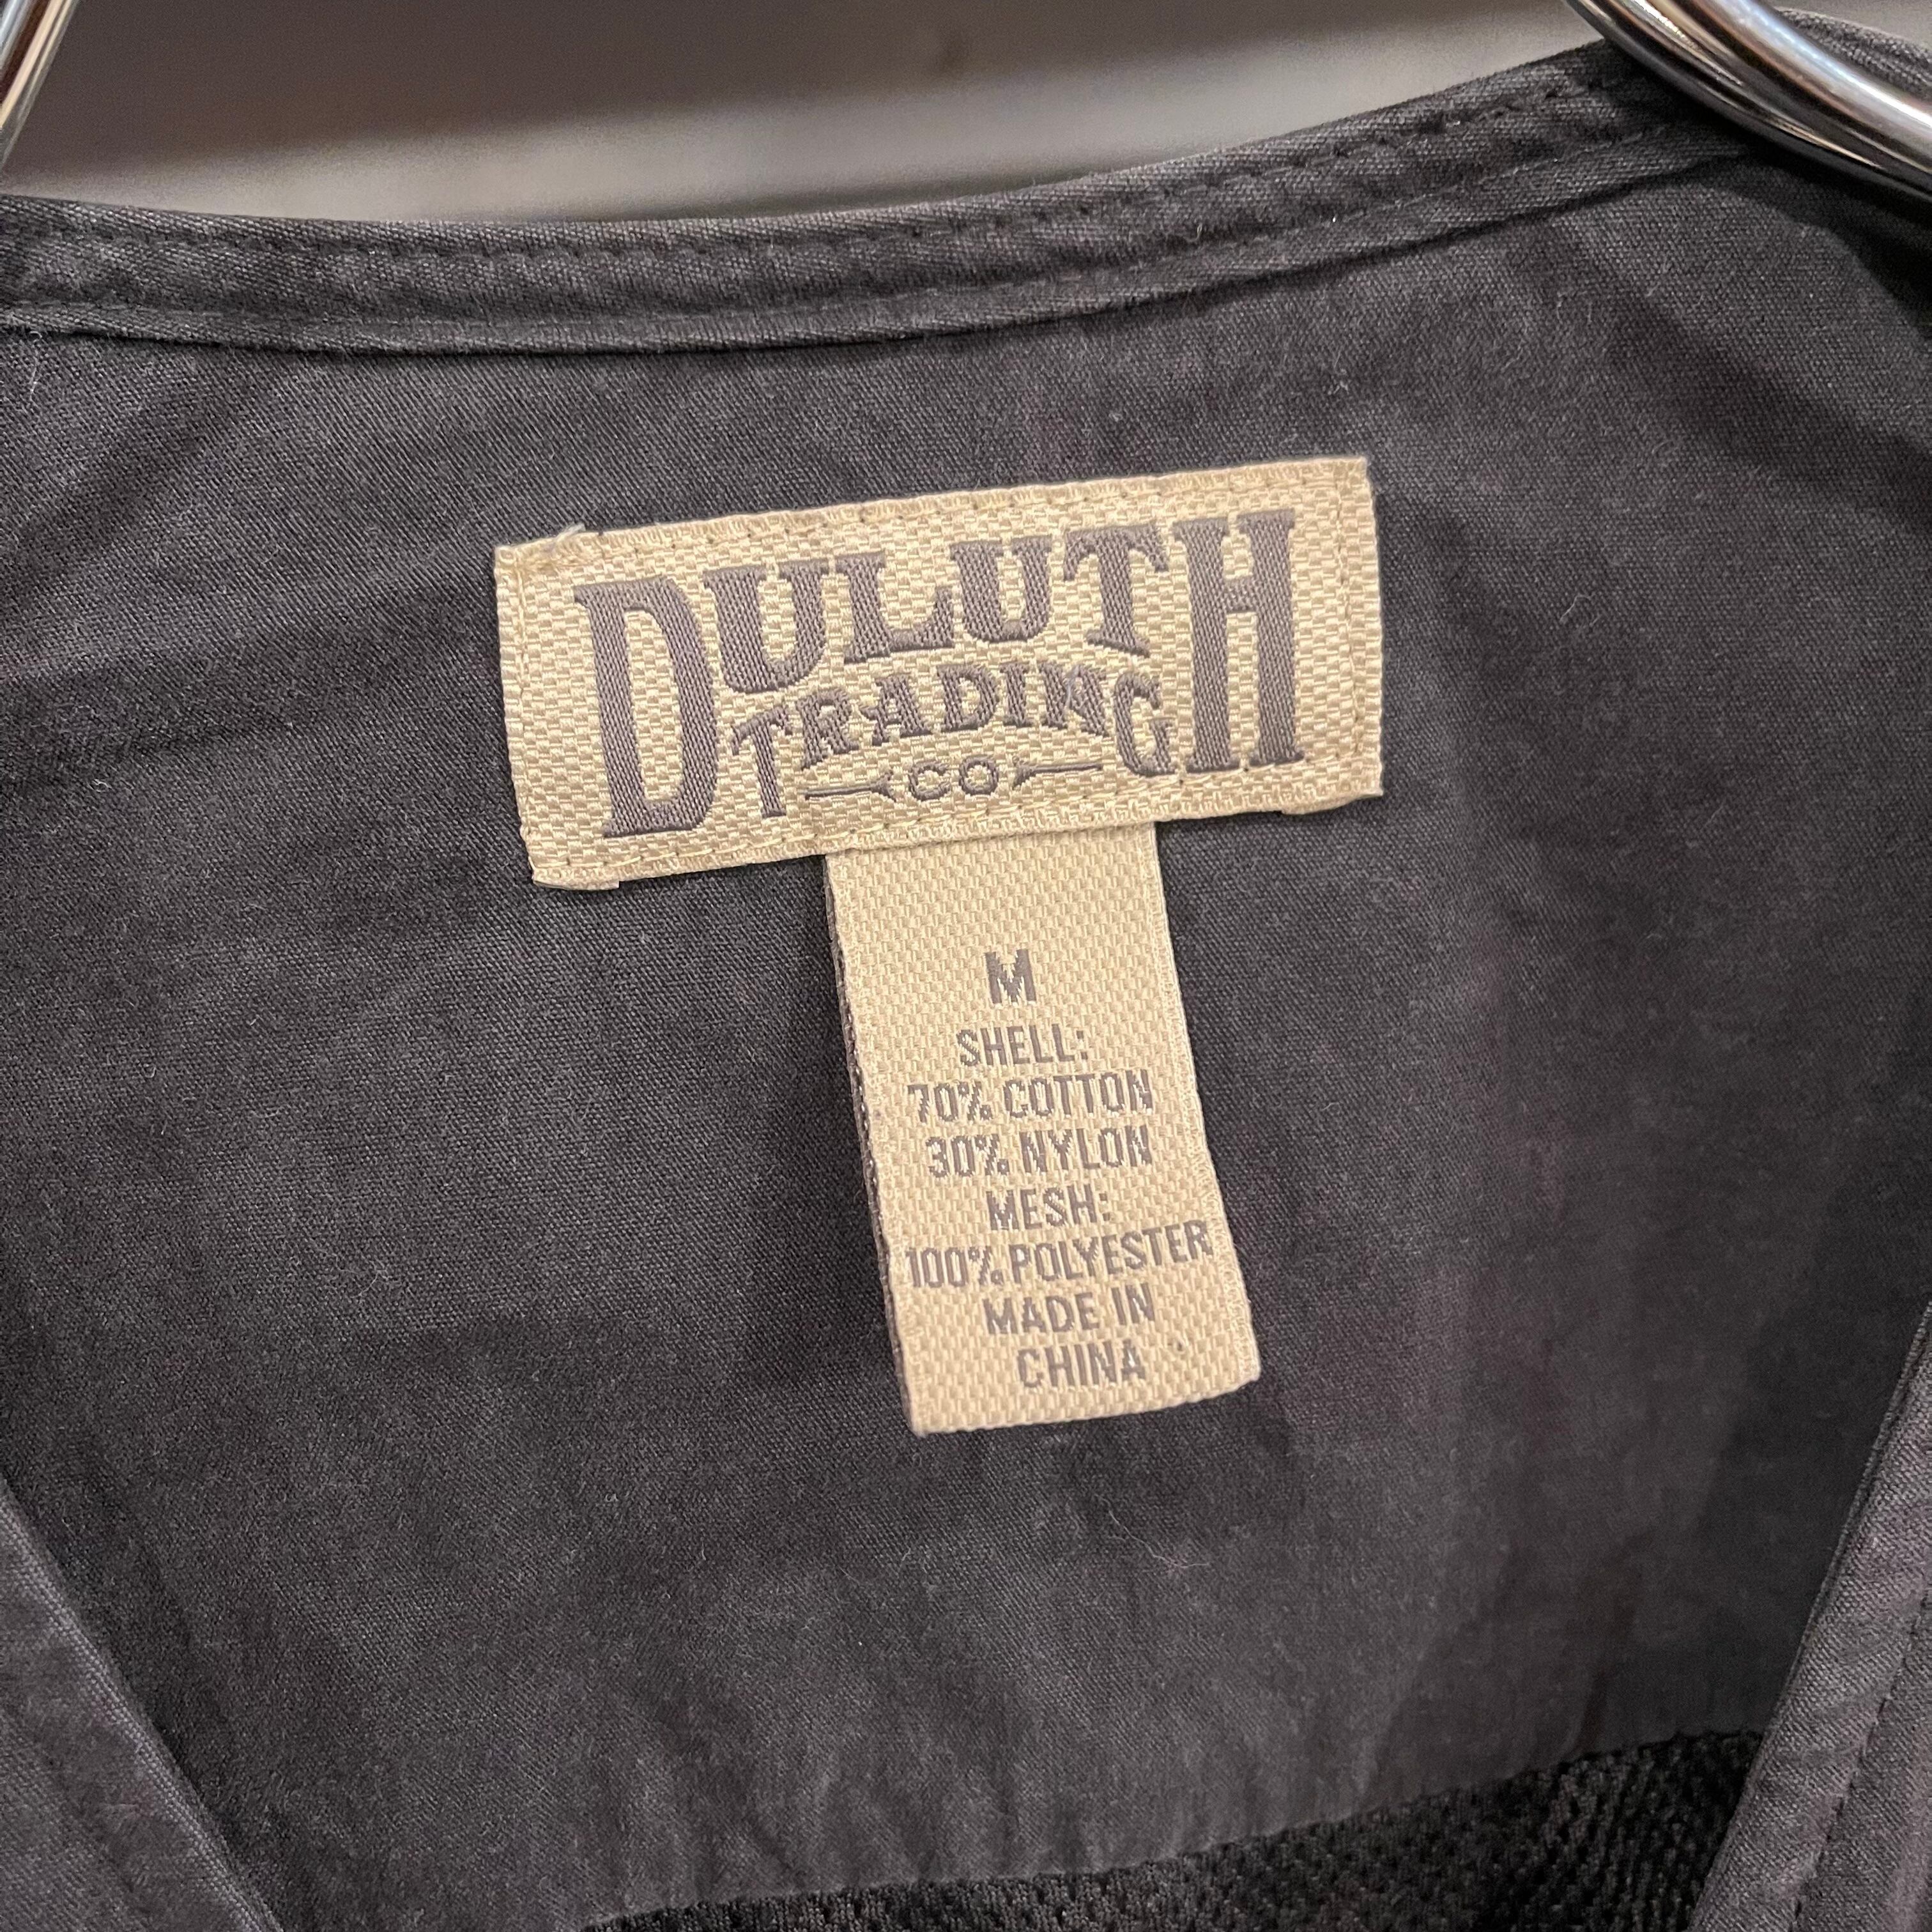 DULUTH
TRADING
CO
M
SHELL:
70% COTTON
30% NYLON
MESH:
100% POLYESTER
MADE IN
CHINA